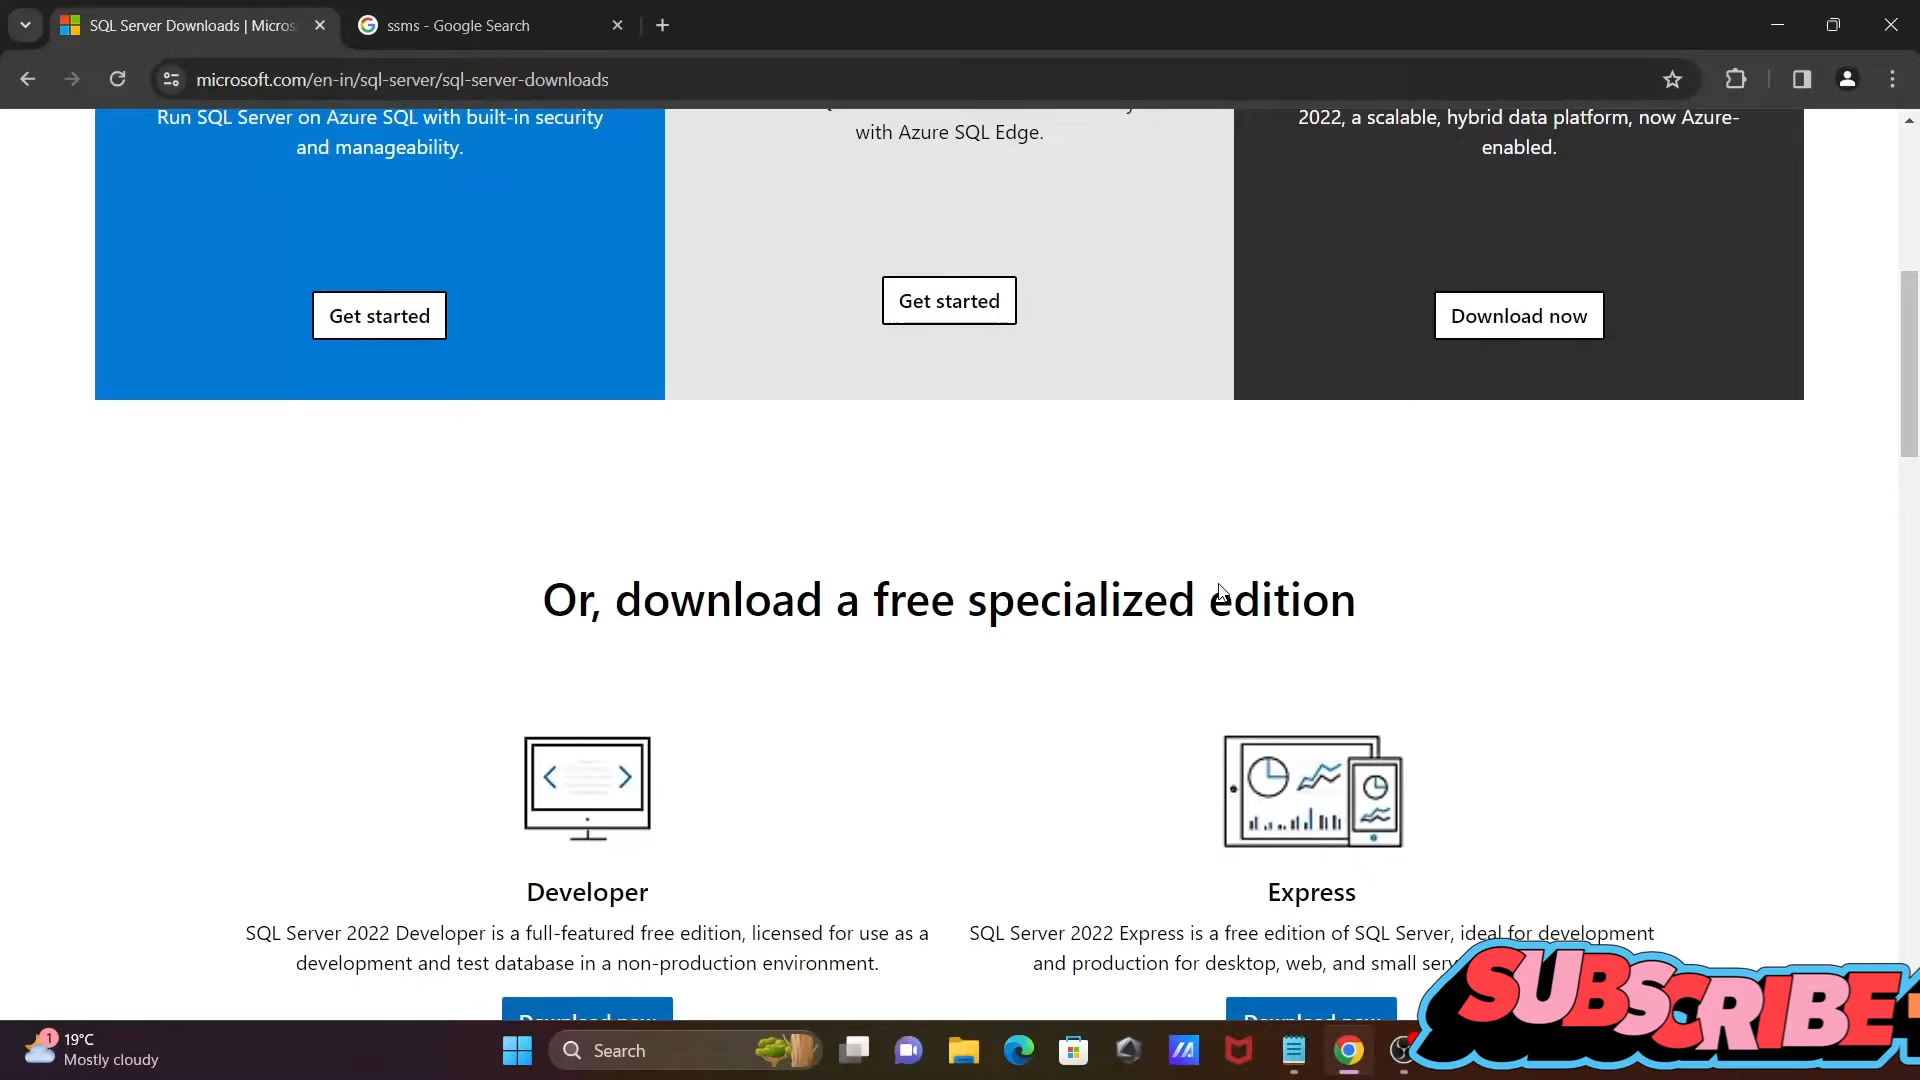 SQL Server Downloads | Micros
ssms - Google Search
microsoft.com/en-in/sql-server/sql-server-downloads
Run SQL Server on Azure SQL with built-in security
and manageability.
with Azure SQL Edge.
2022, a scalable, hybrid data platform, now Azure-
enabled.
Get started
Get started
Download now
Or, download a free specialized edition
Developer
SQL Server 2022 Developer is a full-featured free edition, licensed for use as a
development and test database in a non-production environment.
Download now
Express
SQL Server 2022 Express is a free edition of SQL Server, ideal for development
and production for desktop, web, and small
Download now
SUBSCRIBE
1
19°C
Mostly cloudy
Search